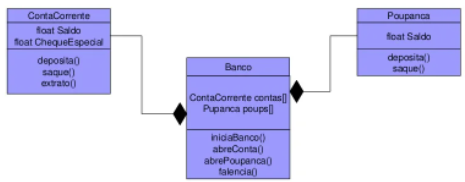 ContaCorrente
float Saldo
float ChequeEspecial
deposita()
saque()
extrato()
Banco
ContaCorrente contas[]
Pupanca poups[]
iniciaBanco()
abreConta()
abrePoupanca()
falencia()
Poupanca
float Saldo
deposita()
saque()